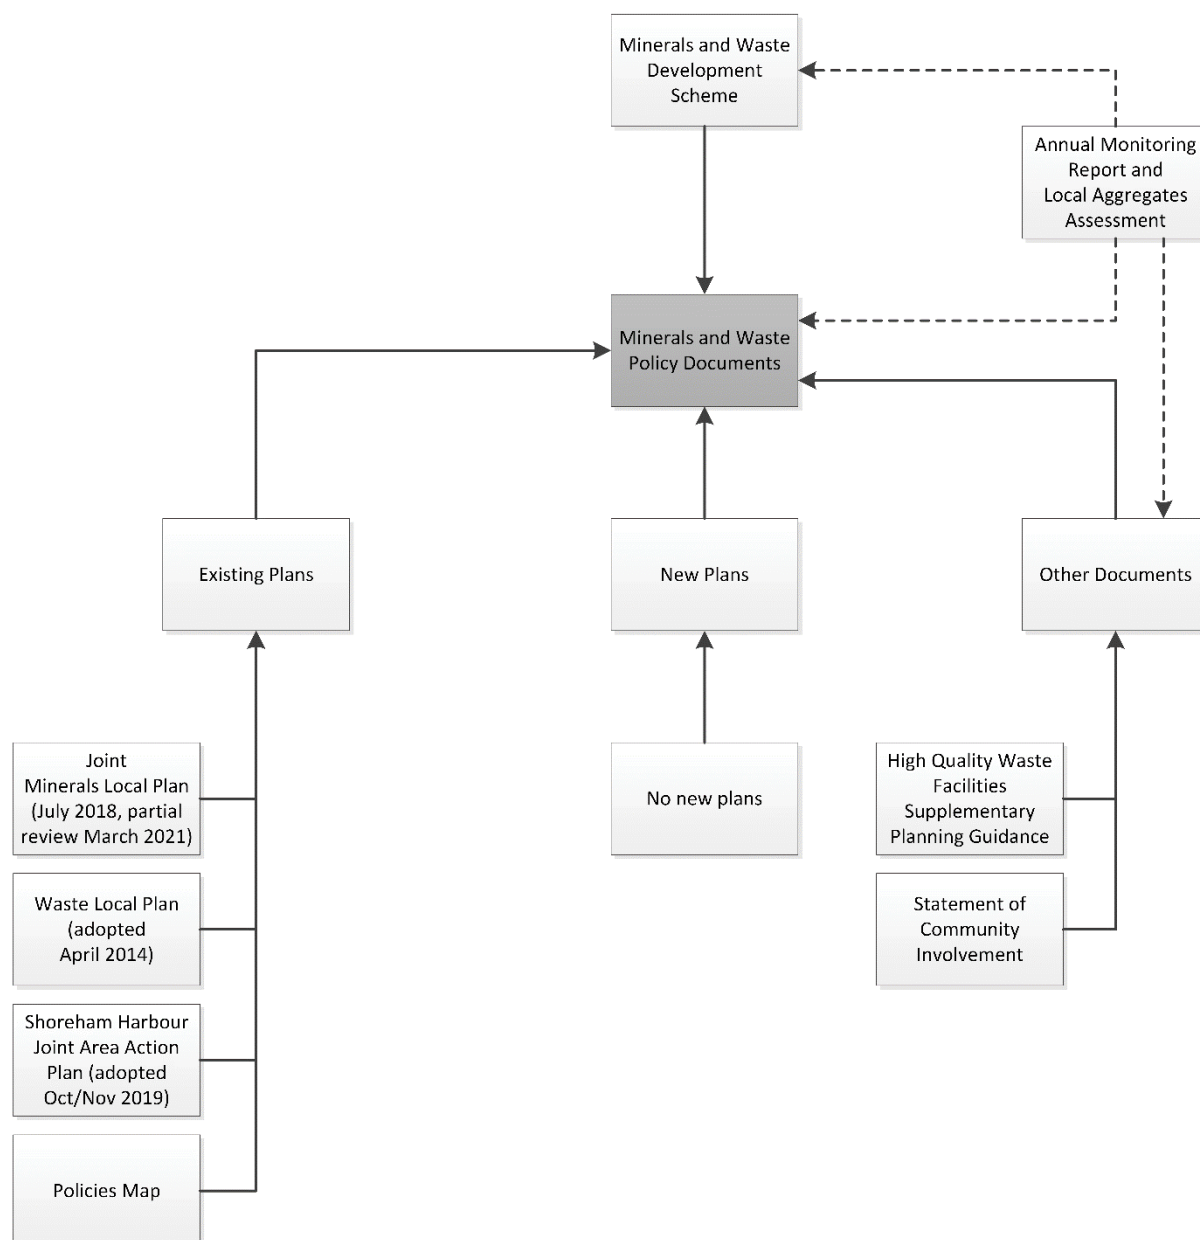 Minerals and Waste
Development
Scheme
Annual Monitoring
Report and
Local Aggregates
Assessment
Minerals and Waste
Policy Documents
Existing Plans
New Plans
Other Documents
Joint
Minerals Local Plan
(July 2018, partial
review March 2021)
No new plans
High Quality Waste
Facilities
Supplementary
Planning Guidance
Waste Local Plan
(adopted
April 2014)
Statement of
Community
Involvement
Shoreham Harbour
Joint Area Action
Plan (adopted
Oct/Nov 2019)
Policies Map